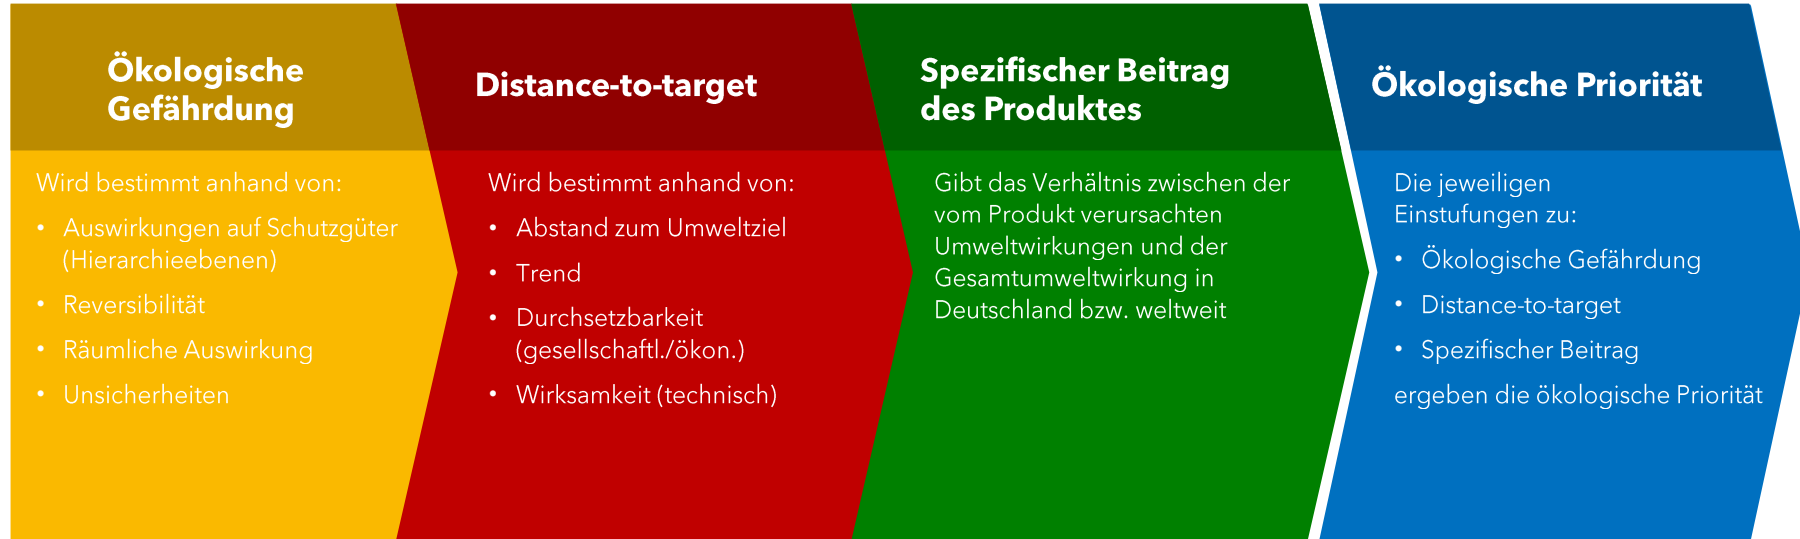 Ökologische
Gefährdung
Wird bestimmt anhand von:
• Auswirkungen auf Schutzgüter
(Hierarchieebenen)
• Reversibilität
• Räumliche Auswirkung
• Unsicherheiten
Distance-to-target
Wird bestimmt anhand von:
• Abstand zum Umweltziel
• Trend
• Durchsetzbarkeit
(gesellschaftl./ökon.)
• Wirksamkeit (technisch)
Spezifischer Beitrag
des Produktes
Gibt das Verhältnis zwischen der
vom Produkt verursachten
Umweltwirkungen und der
Gesamtumweltwirkung in
Deutschland bzw. weltweit
Ökologische Priorität
Die jeweiligen
Einstufungen zu:
• Ökologische Gefährdung
• Distance-to-target
• Spezifischer Beitrag
ergeben die ökologische Priorität